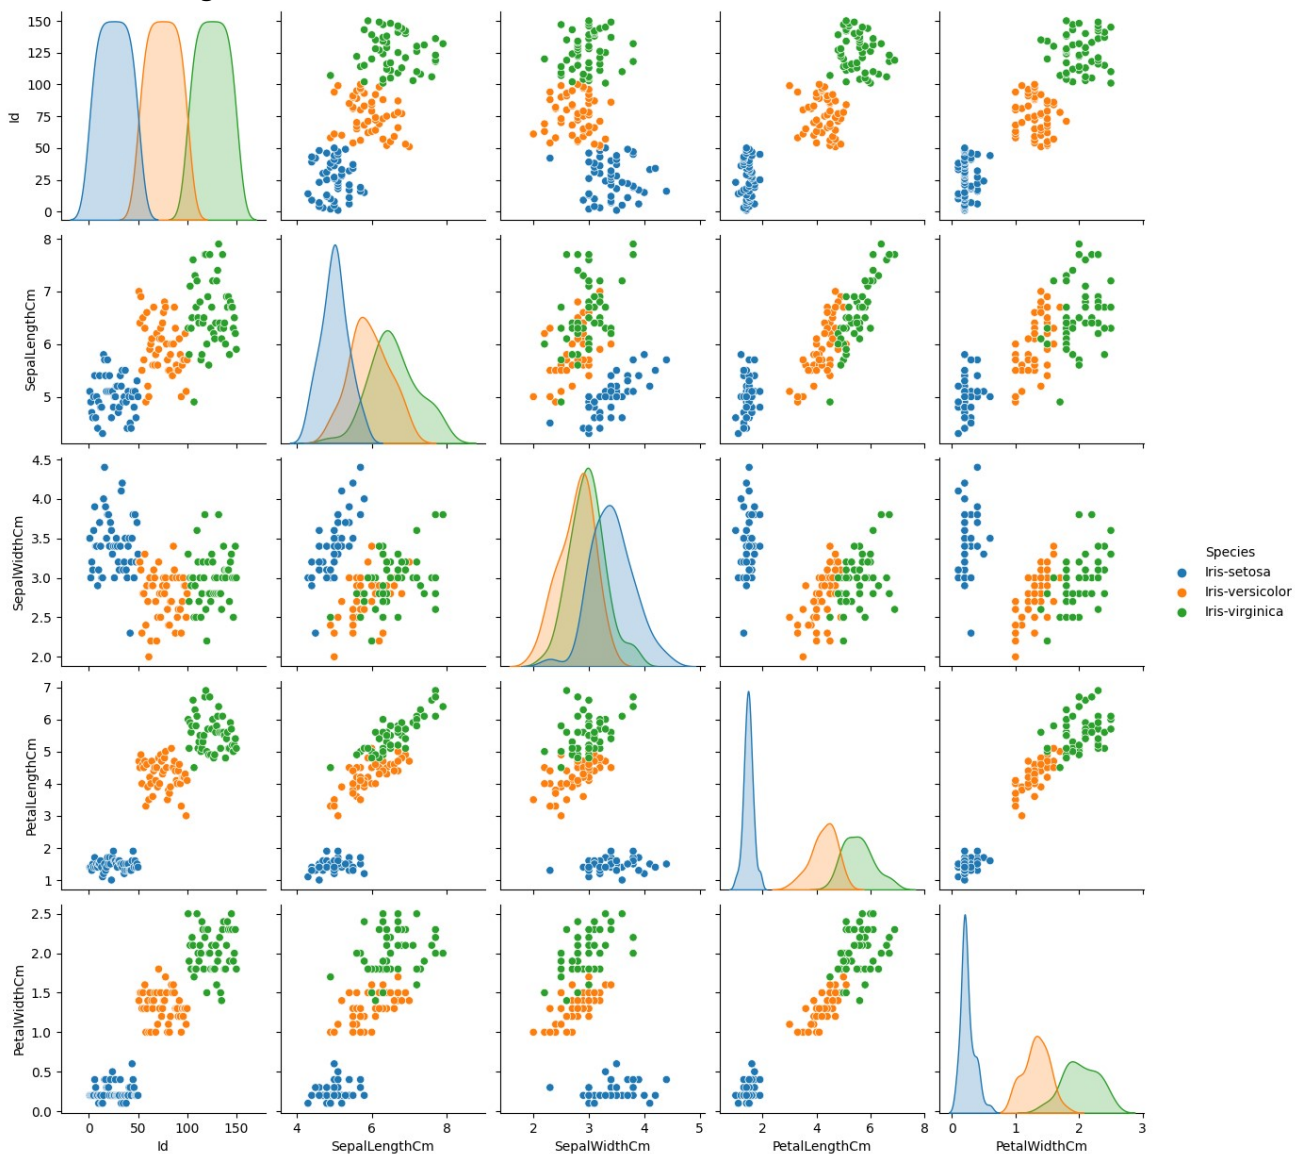 150
125
100
75
50
25
0
Id
8
7
6
5
SepalLengthCm
4.5
4.0
3.5
3.0
2.5
2.0
SepalWidthCm
Species
Iris-setosa
Iris-versicolor
Iris-virginica
7
6
5
4
3
2
1
PetalLengthCm
2.5
2.0
1.5
1.0
0.5
0.0
PetalWidthCm
0 50 100 150
4 6 8
2 3 4 5
2 4 6 8
0 1 2 3
Id SepalLengthCm SepalWidthCm PetalLengthCm PetalWidthCm